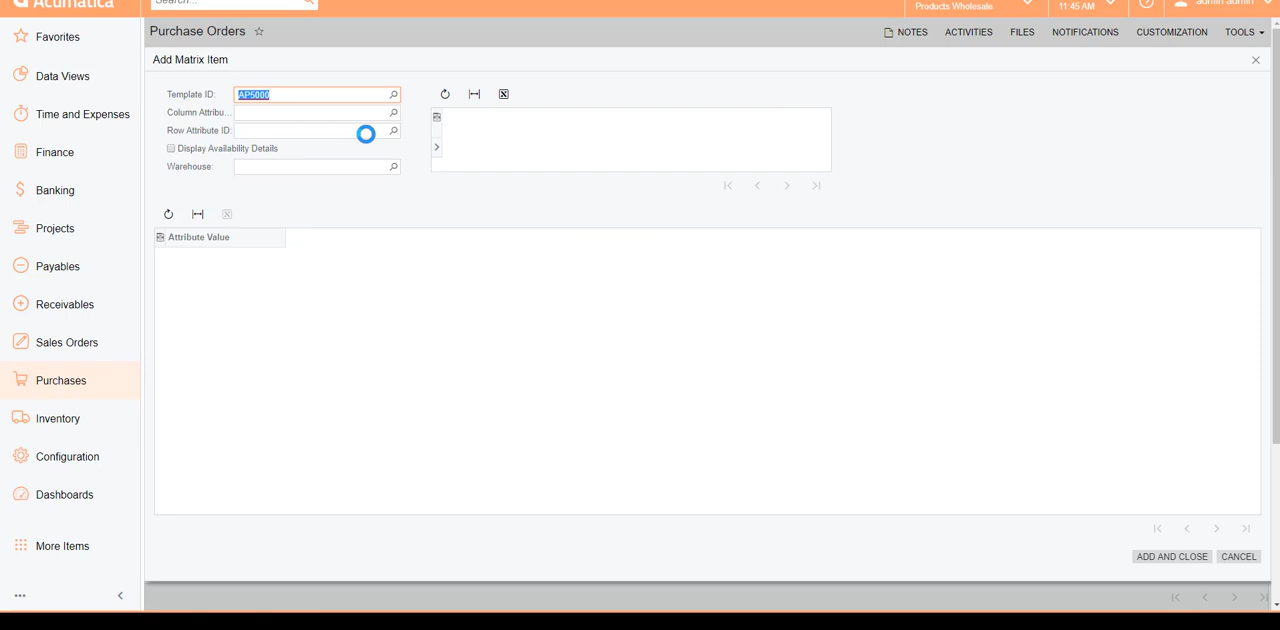 Acumatica
Search...
Products Wholesale
11:45 AM
admin admin
Favorites
Data Views
Time and Expenses
Finance
Banking
Projects
Payables
Receivables
Sales Orders
Purchases
Inventory
Configuration
Dashboards
More Items
Purchase Orders
NOTES ACTIVITIES FILES NOTIFICATIONS CUSTOMIZATION TOOLS
Add Matrix Item
Template ID: AP5000
Column Attribu...
Row Attribute ID:
Display Availability Details
Warehouse:
Attribute Value
ADD AND CLOSE CANCEL